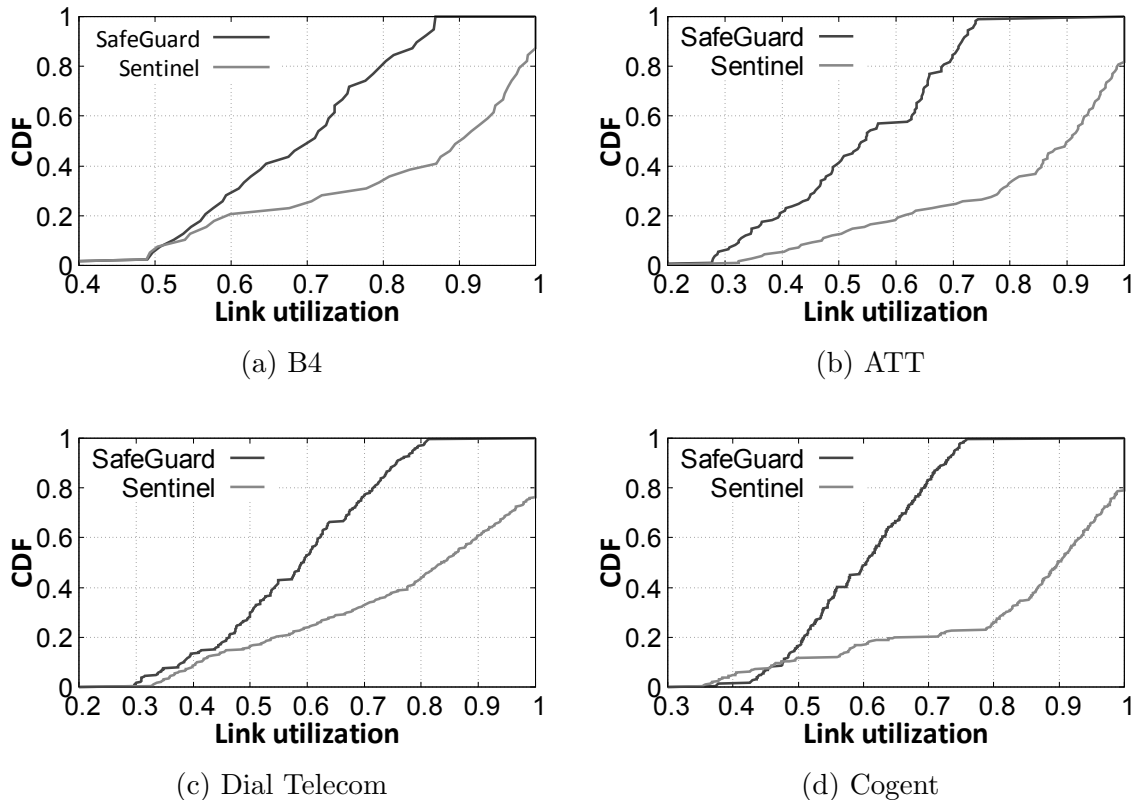 1
0.8
0.6
0.4
0.2
0
CDF
SafeGuard
Sentinel
0.4 0.5 0.6 0.7 0.8 0.9 1
Link utilization
(a) B4
1
0.8
0.6
0.4
0.2
0
CDF
SafeGuard
Sentinel
0.2 0.3 0.4 0.5 0.6 0.7 0.8 0.9 1
Link utilization
(b) ATT
1
0.8
0.6
0.4
0.2
0
CDF
SafeGuard
Sentinel
0.2 0.3 0.4 0.5 0.6 0.7 0.8 0.9 1
Link utilization
(c) Dial Telecom
1
0.8
0.6
0.4
0.2
0
CDF
SafeGuard
Sentinel
0.3 0.4 0.5 0.6 0.7 0.8 0.9 1
Link utilization
(d) Cogent